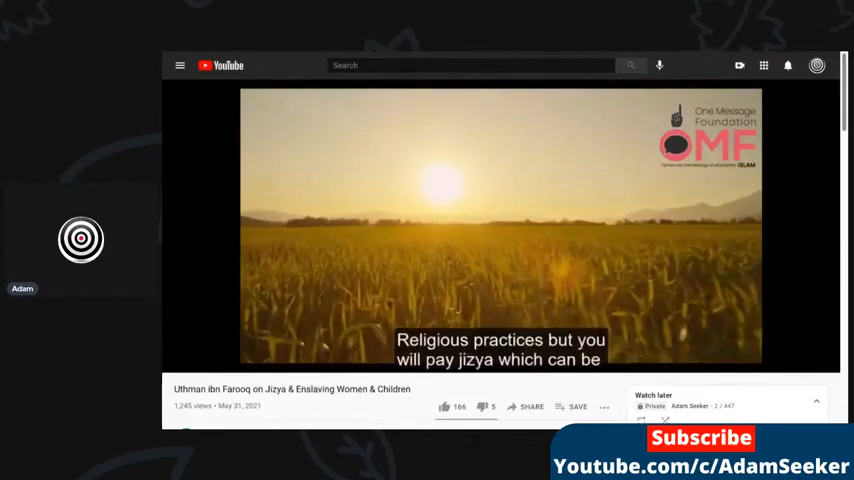 YouTube
Search
One Message
Foundation
OMF
ISLAM
Adam
Religious practices but you
will pay jizya which can be
Uthman ibn Farooq on Jizya & Enslaving Women & Children
1,245 views • May 31, 2021
166
5
SHARE
SAVE
Watch later
Private
Adam Seeker - 2 / 447
Subscribe
Youtube.com/c/AdamSeeker